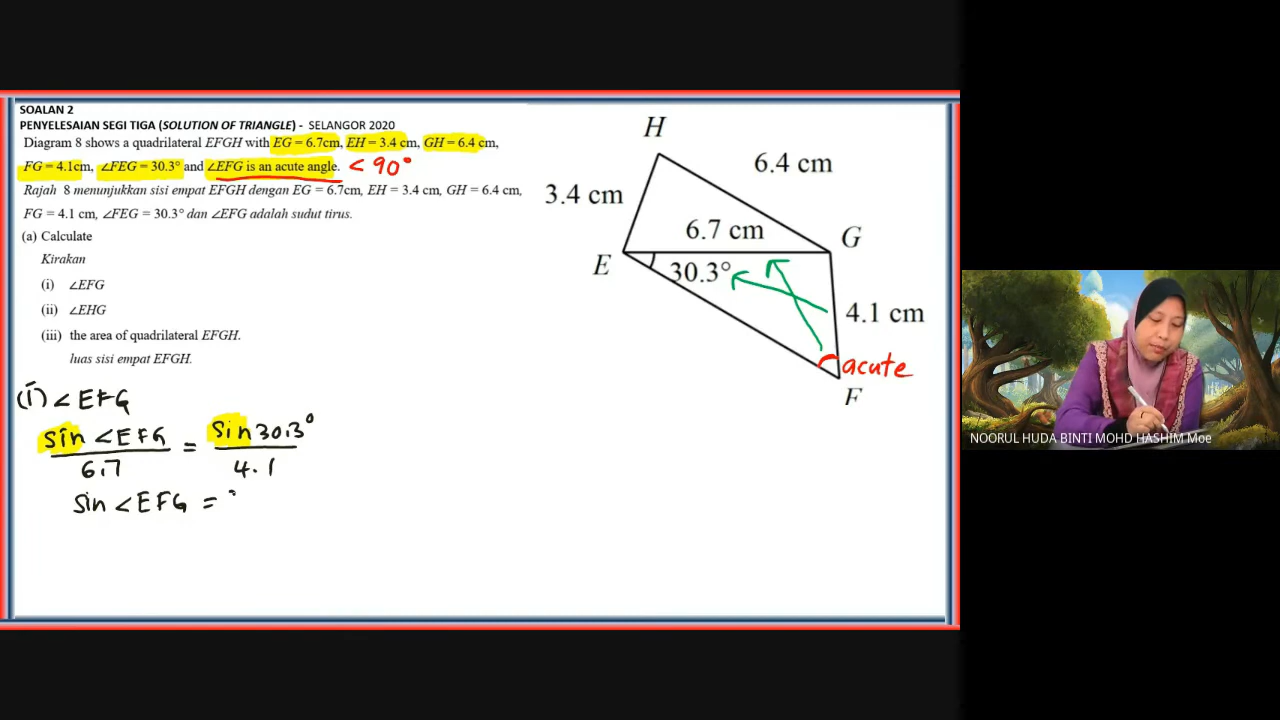 SOALAN 2
PENYELESAIAN SEGI TIGA (SOLUTION OF TRIANGLE) - SELANGOR 2020
Diagram 8 shows a quadrilateral EFGH with EG = 6.7cm, EH = 3.4 cm, GH = 6.4 cm,
FG = 4.1cm, ∠FEG = 30.3° and ∠EFG is an acute angle. < 90°
Rajah 8 menunjukkan sisi empat EFGH dengan EG = 6.7cm, EH = 3.4 cm, GH = 6.4 cm,
FG = 4.1 cm, ∠FEG = 30.3° dan ∠EFG adalah sudut tirus.
(a) Calculate
Kirakan
(i) ∠EFG
(ii) ∠EHG
(iii) the area of quadrilateral EFGH.
luas sisi empat EFGH.
(i) ∠EFG
sin ∠EFG / 6.7 = sin 30.3° / 4.1
sin ∠EFG =
H
6.4 cm
3.4 cm
6.7 cm
G
E
30.3°
4.1 cm
acute
F
NOORUL HUDA BINTI MOHD HASHIM Moe